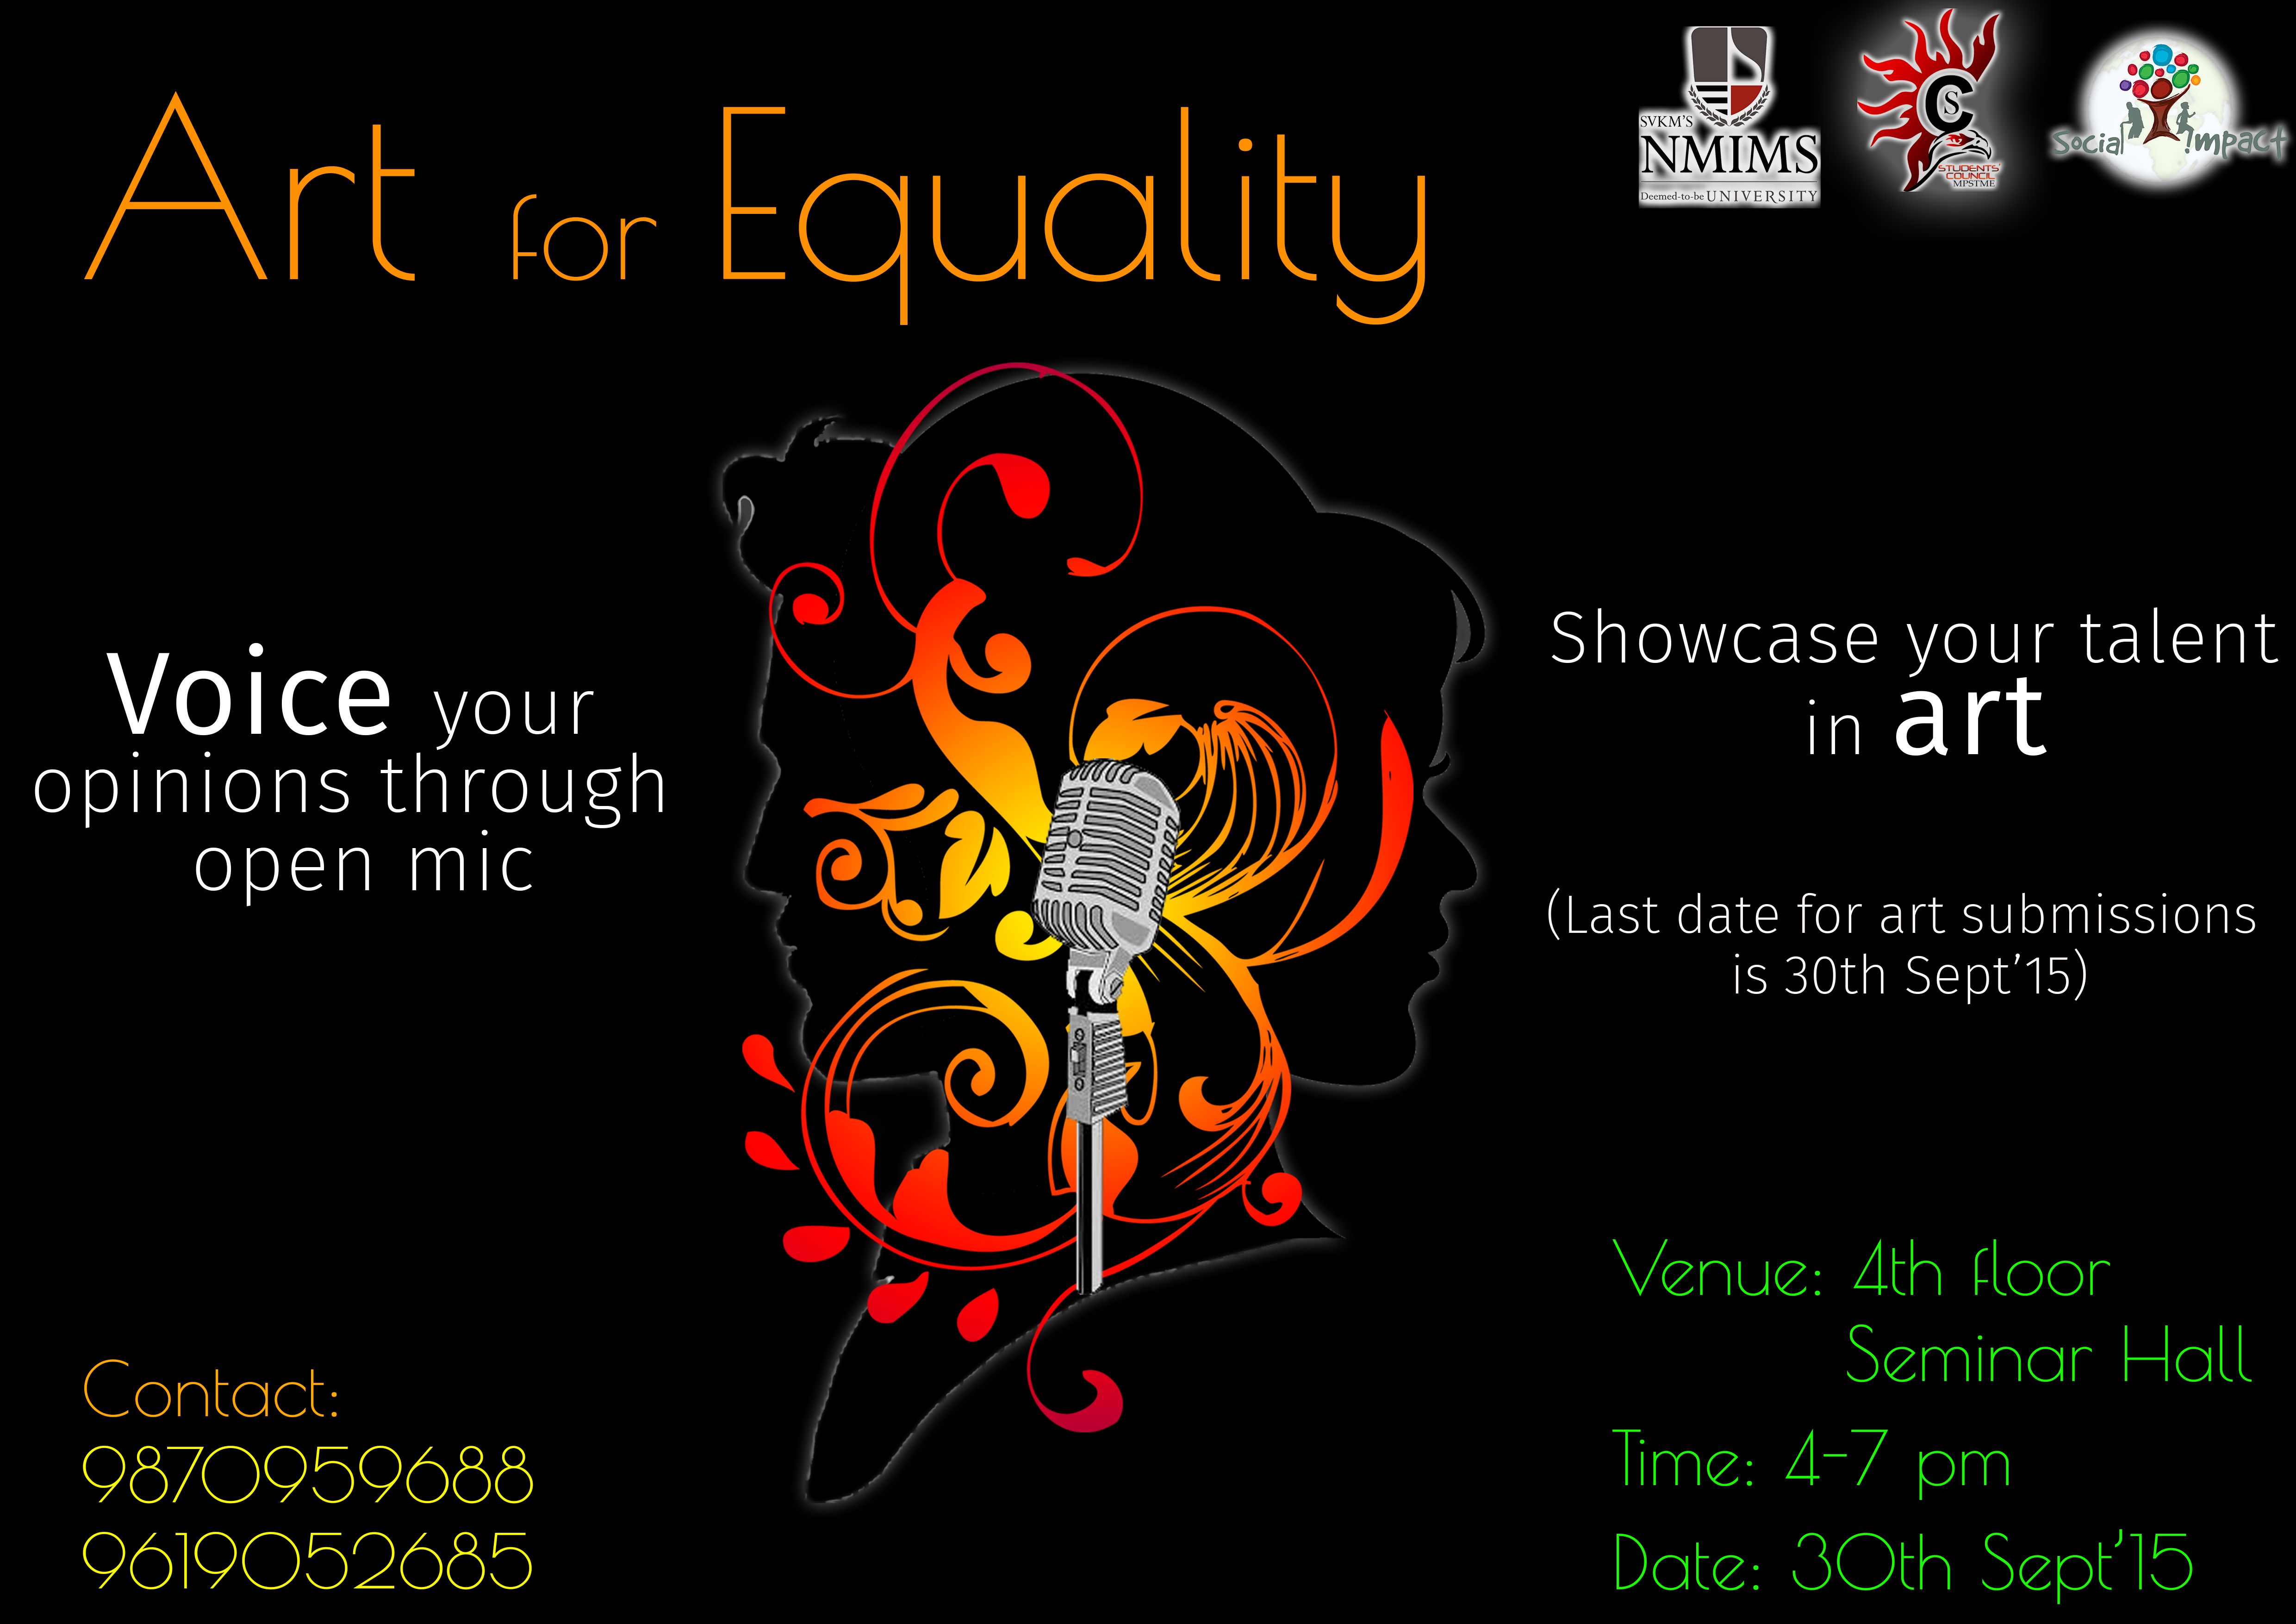 Art for Equality
SVKM'S
NMIMS
Deemed-to-be UNIVERSITY
CS
STUDENTS'
COUNCIL
MPSTME
Social !mpact
Voice your
opinions through
open mic
Showcase your talent
in art
(Last date for art submissions
is 30th Sept'15)
Contact:
9870959688
9619052685
Venue: 4th floor
Seminar Hall
Time: 4-7 pm
Date: 30th Sept'15